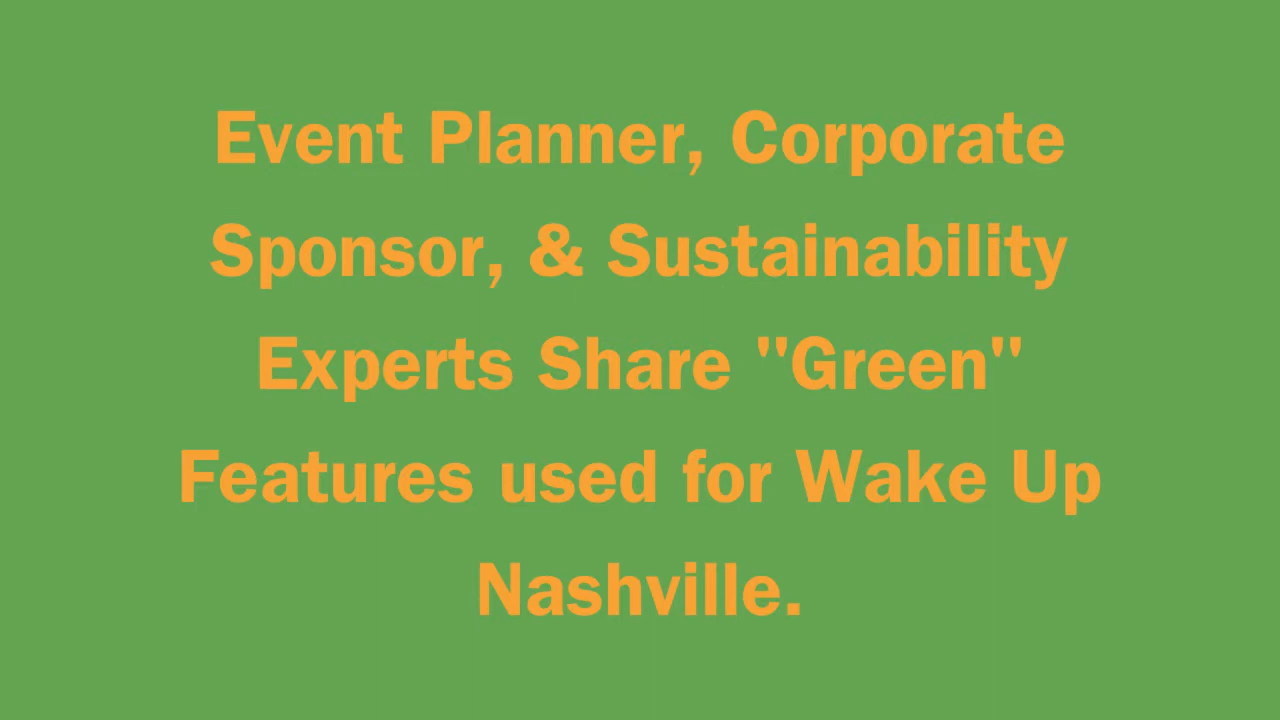 Event Planner, Corporate
Sponsor, & Sustainability
Experts Share "Green"
Features used for Wake Up
Nashville.